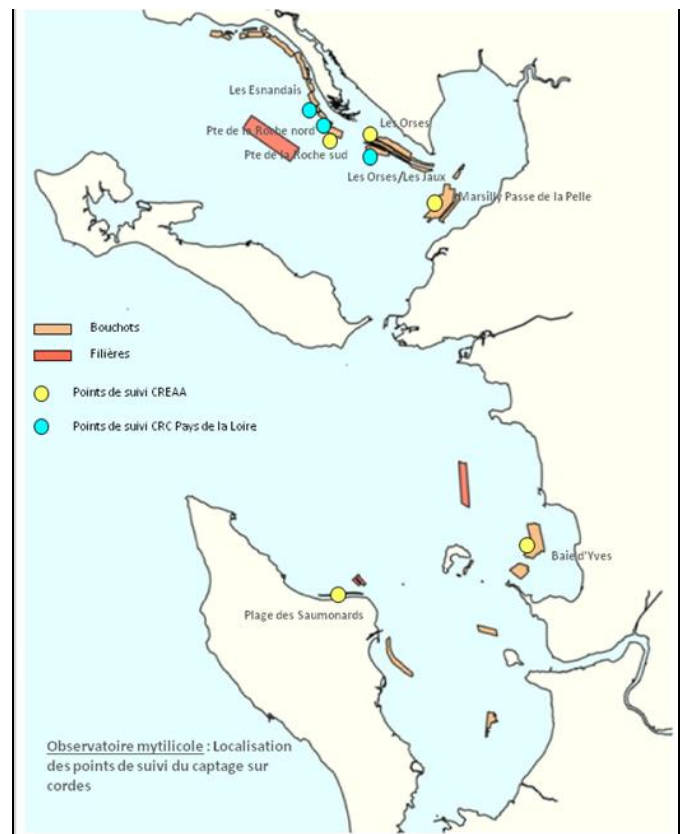 Les Esnandais
Les Orses
Pte de la Roche nord
Pte de la Roche sud
Les Orses/Les Jaux
Marsilly Passe de la Pelle
Bouchots
Filières
Points de suivi CREAA
Points de suivi CRC Pays de la Loire
Baie d'Yves
Plage des Saumonards
Observatoire mytilicole : Localisation
des points de suivi du captage sur
cordes